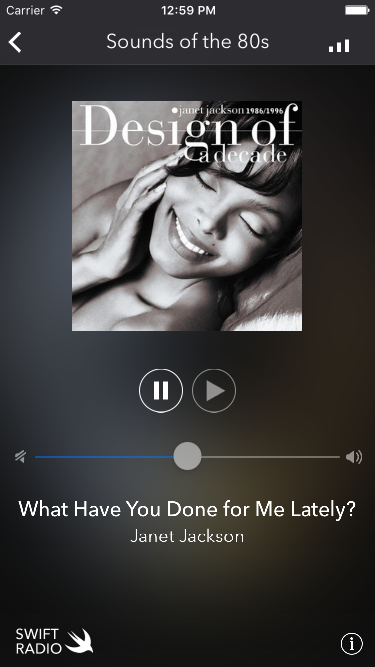 Carrier 12:59 PM
Sounds of the 80s
janet jackson 1986/1996
Design of
a decade
What Have You Done for Me Lately?
Janet Jackson
SWIFT
RADIO